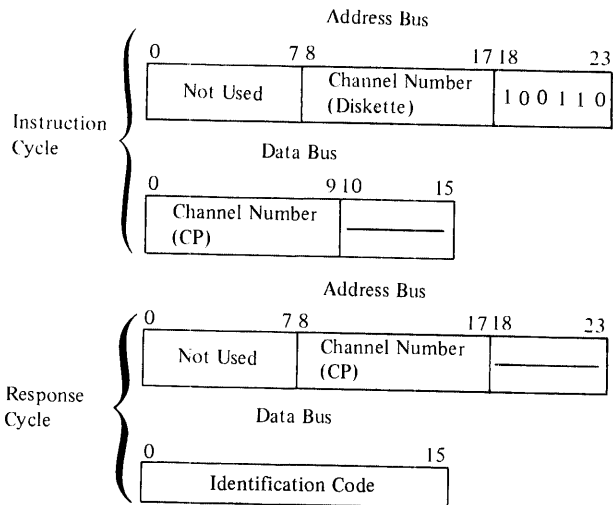 Address Bus
0 7 8 17 18 23
Instruction Cycle
Not Used
Channel Number (Diskette)
1 0 0 1 1 0
Data Bus
0 9 10 15
Channel Number (CP)
Address Bus
0 7 8 17 18 23
Response Cycle
Not Used
Channel Number (CP)
Data Bus
0 15
Identification Code